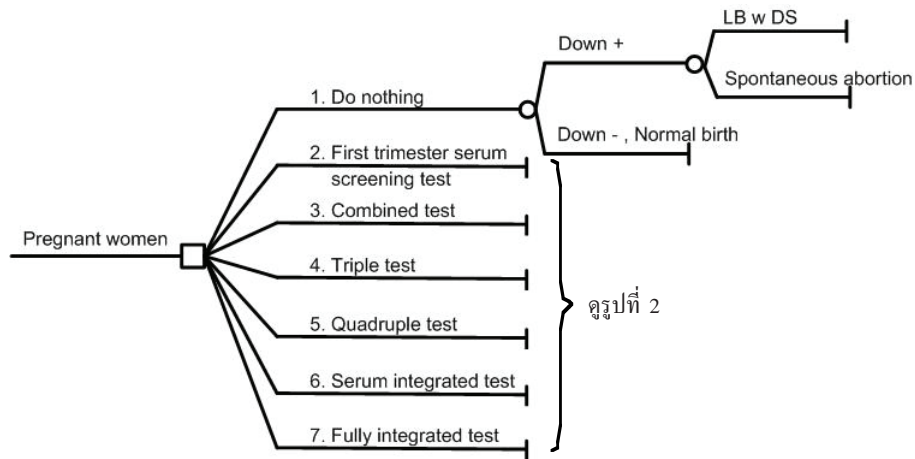 LB w DS
Down +
Spontaneous abortion
1. Do nothing
Down - , Normal birth
2. First trimester serum
screening test
3. Combined test
Pregnant women
4. Triple test
ดูรูปที่ 2
5. Quadruple test
6. Serum integrated test
7. Fully integrated test